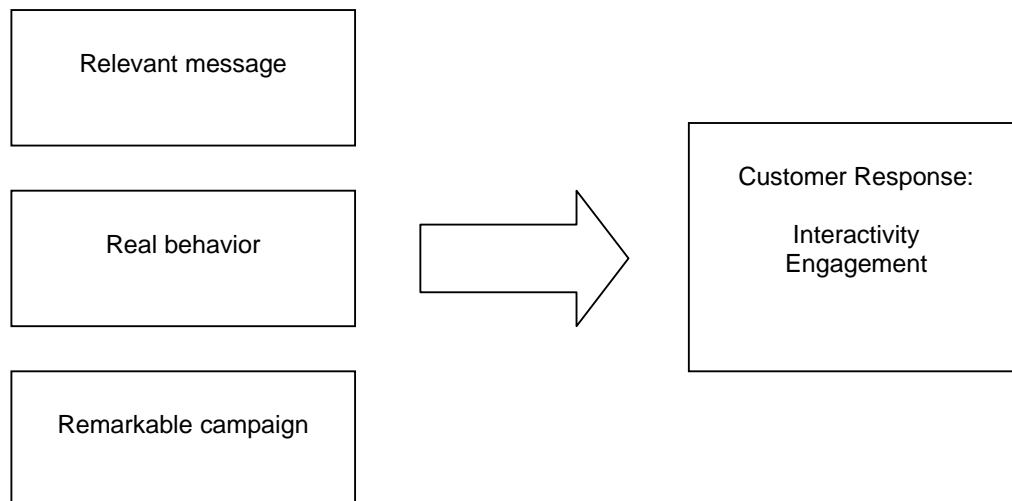 Relevant message
Real behavior
Remarkable campaign
Customer Response:
Interactivity
Engagement